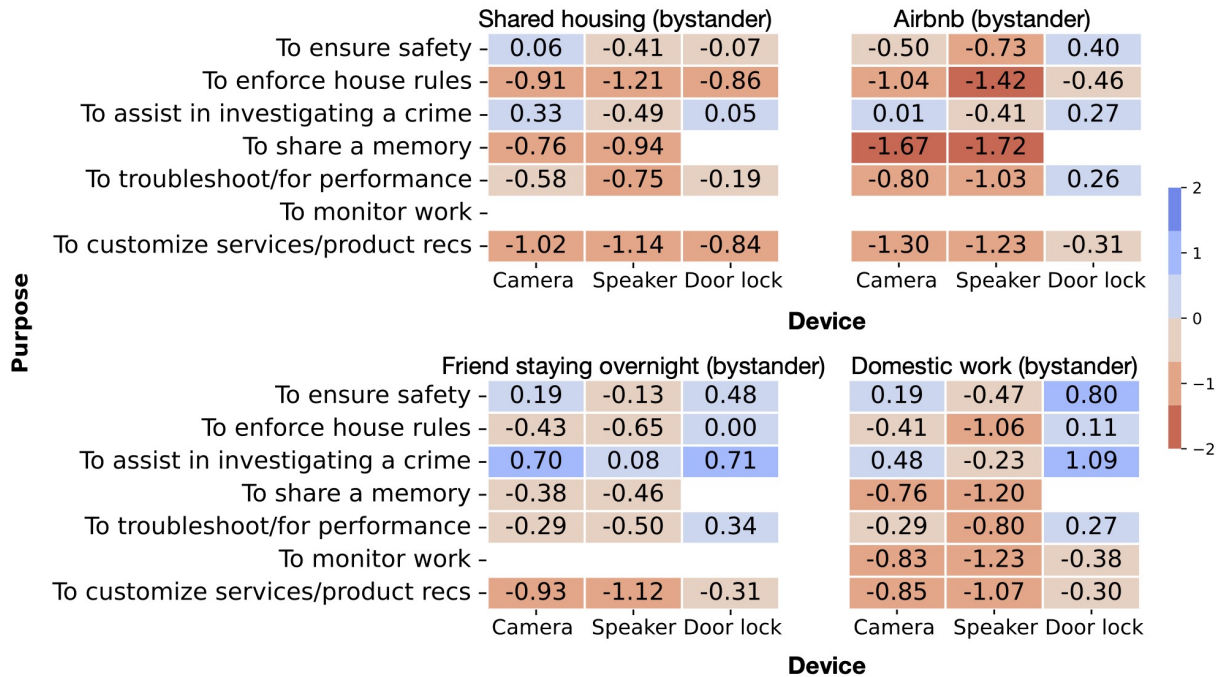 Shared housing (bystander) Airbnb (bystander)
To ensure safety 0.06 -0.41 -0.07 -0.50 -0.73 0.40
To enforce house rules -0.91 -1.21 -0.86 -1.04 -1.42 -0.46
To assist in investigating a crime 0.33 -0.49 0.05 0.01 -0.41 0.27
To share a memory -0.76 -0.94 -1.67 -1.72
To troubleshoot/for performance -0.58 -0.75 -0.19 -0.80 -1.03 0.26
To monitor work
To customize services/product recs -1.02 -1.14 -0.84 -1.30 -1.23 -0.31
Camera Speaker Door lock Camera Speaker Door lock
Device
Purpose
2
1
0
−1
−2
Friend staying overnight (bystander) Domestic work (bystander)
To ensure safety 0.19 -0.13 0.48 0.19 -0.47 0.80
To enforce house rules -0.43 -0.65 0.00 -0.41 -1.06 0.11
To assist in investigating a crime 0.70 0.08 0.71 0.48 -0.23 1.09
To share a memory -0.38 -0.46 -0.76 -1.20
To troubleshoot/for performance -0.29 -0.50 0.34 -0.29 -0.80 0.27
To monitor work -0.83 -1.23 -0.38
To customize services/product recs -0.93 -1.12 -0.31 -0.85 -1.07 -0.30
Camera Speaker Door lock Camera Speaker Door lock
Device